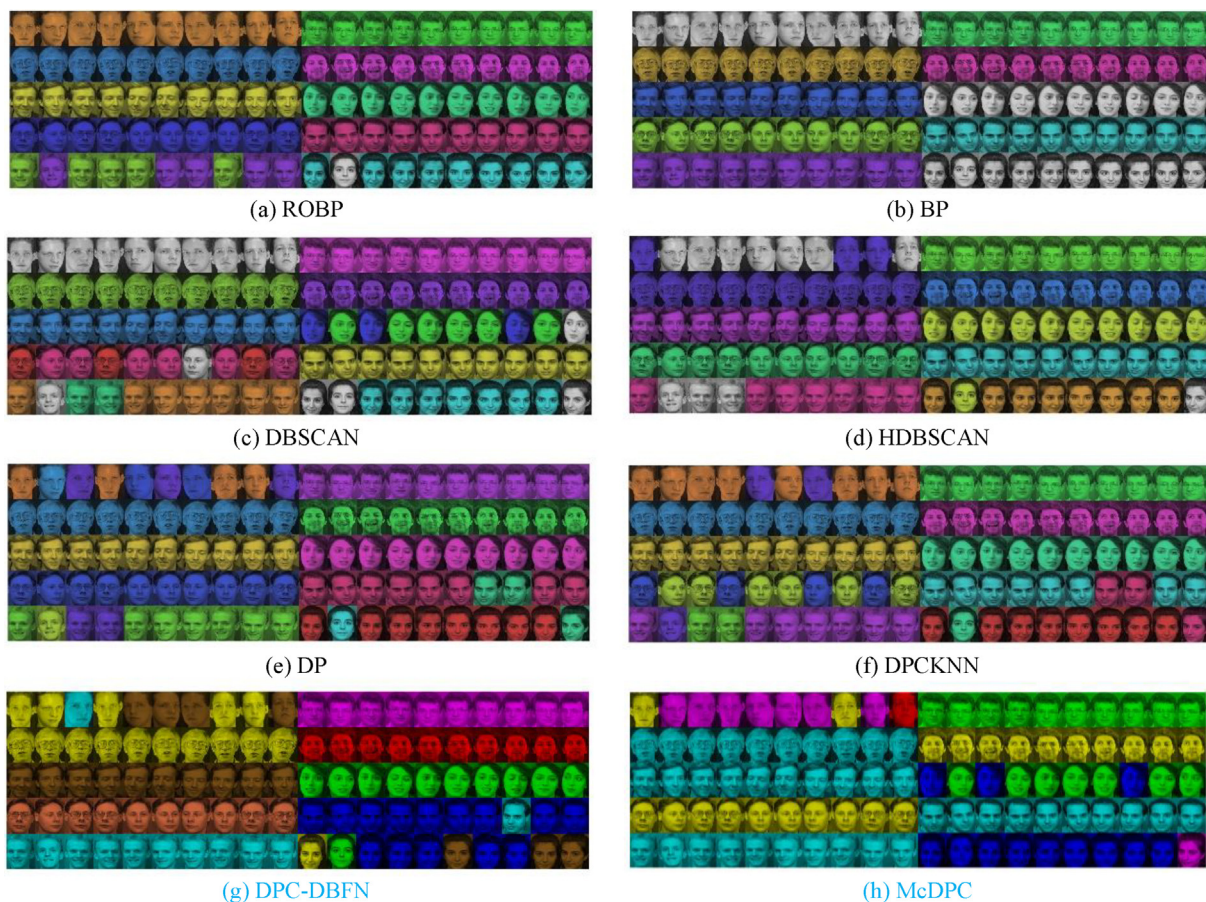 (a) ROBP
(b) BP
(c) DBSCAN
(d) HDBSCAN
(e) DP
(f) DPCKNN
(g) DPC-DBFN
(h) McDPC